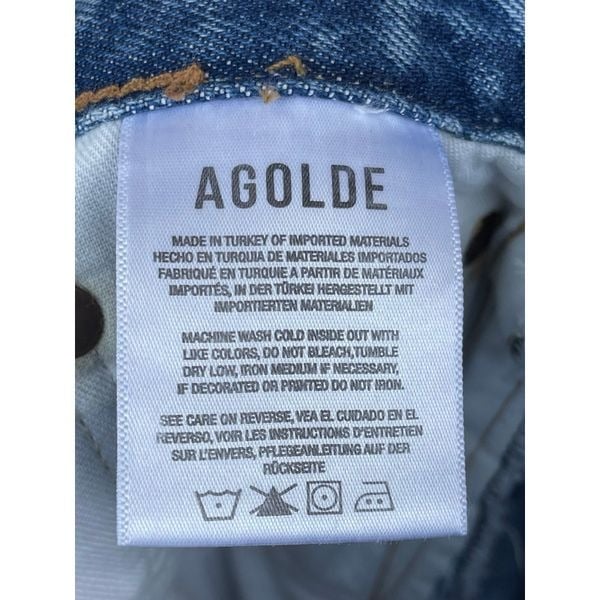 AGOLDE
MADE IN TURKEY OF IMPORTED MATERIALS
HECHO EN TURQUIA DE MATERIALES IMPORTADOS
FABRIQUÉ EN TURQUIE A PARTIR DE MATÉRIAUX
IMPORTÉS, IN DER TÜRKEI HERGESTELLT MIT
IMPORTIERTEN MATERIALIEN
MACHINE WASH COLD INSIDE OUT WITH
LIKE COLORS, DO NOT BLEACH,TUMBLE
DRY LOW, IRON MEDIUM IF NECESSARY,
IF DECORATED OR PRINTED DO NOT IRON.
SEE CARE ON REVERSE, VEA EL CUIDADO EN EL
REVERSO, VOIR LES INSTRUCTIONS D'ENTRETIEN
SUR L'ENVERS, PFLEGEANLEITUNG AUF DER
RÜCKSEITE